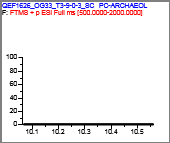 QEF1626_OG33_T3-9-0-3_SC PC-ARCHAEOL
F: FTMS + p ESI Full ms [500.0000-2000.0000]
100
80
60
40
20
0
10.1 10.2 10.3 10.4 10.5